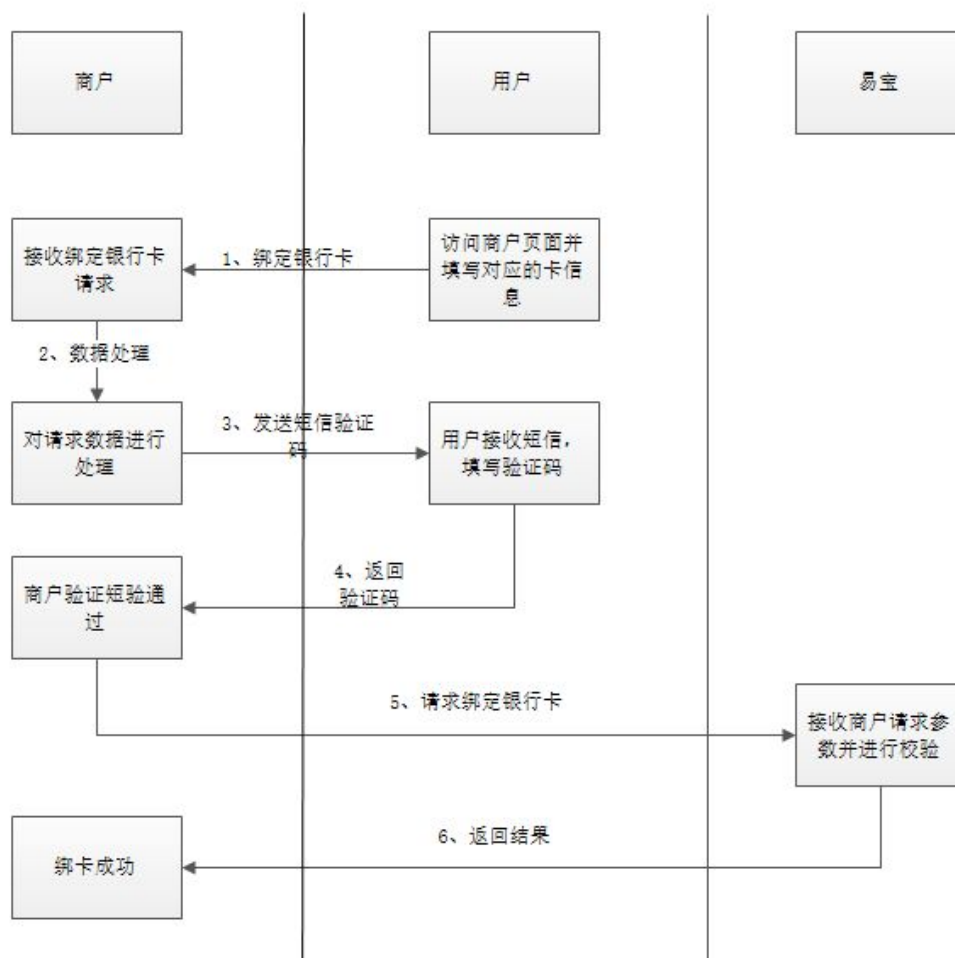 商户
用户
易宝
接收绑定银行卡
请求
1、绑定银行卡
访问商户页面并
填写对应的卡信
息
2、数据处理
对请求数据进行
处理
3、发送短信验证
码
用户接收短信，
填写验证码
4、返回
验证码
商户验证短验通
过
5、请求绑定银行卡
接收商户请求参
数并进行校验
6、返回结果
绑卡成功